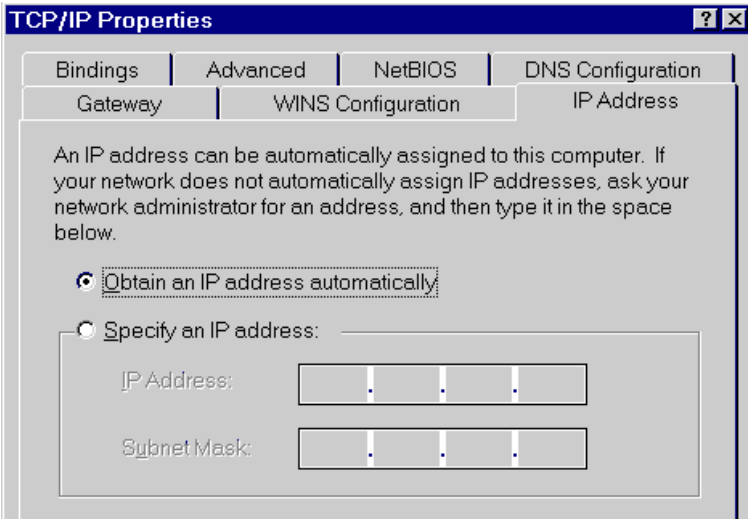 TCP/IP Properties
Bindings Advanced NetBIOS DNS Configuration
Gateway WINS Configuration IP Address
An IP address can be automatically assigned to this computer. If
your network does not automatically assign IP addresses, ask your
network administrator for an address, and then type it in the space
below.
Obtain an IP address automatically
Specify an IP address:
IP Address:
Subnet Mask: